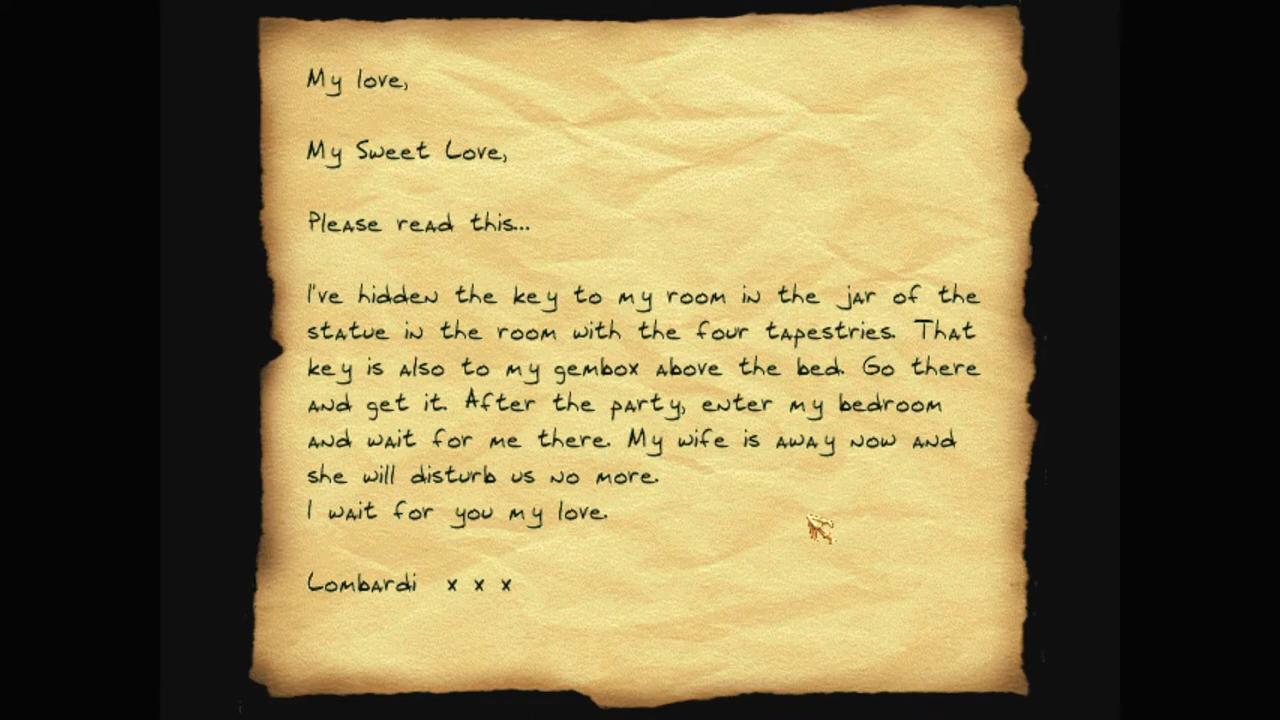 My love,
My Sweet Love,
Please read this...
I've hidden the key to my room in the jar of the
statue in the room with the four tapestries. That
key is also to my gembox above the bed. Go there
and get it. After the party, enter my bedroom
and wait for me there. My wife is away now and
she will disturb us no more.
I wait for you my love.
Lombardi x x x